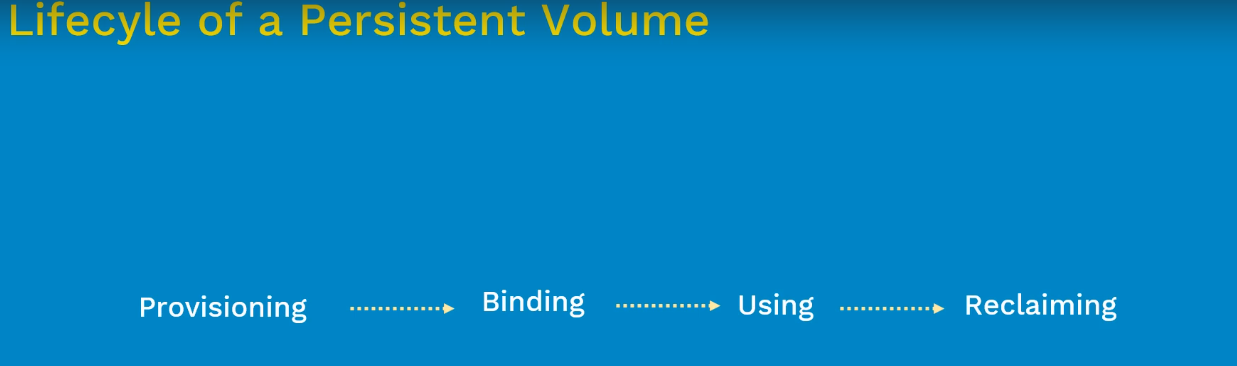 Lifecyle of a Persistent Volume
Provisioning Binding Using Reclaiming